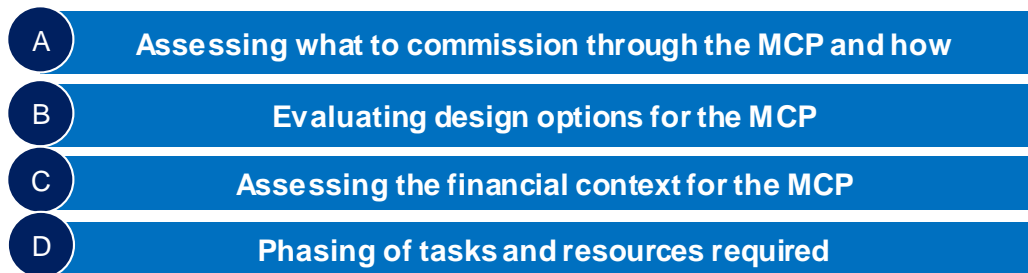 A Assessing what to commission through the MCP and how
B Evaluating design options for the MCP
C Assessing the financial context for the MCP
D Phasing of tasks and resources required